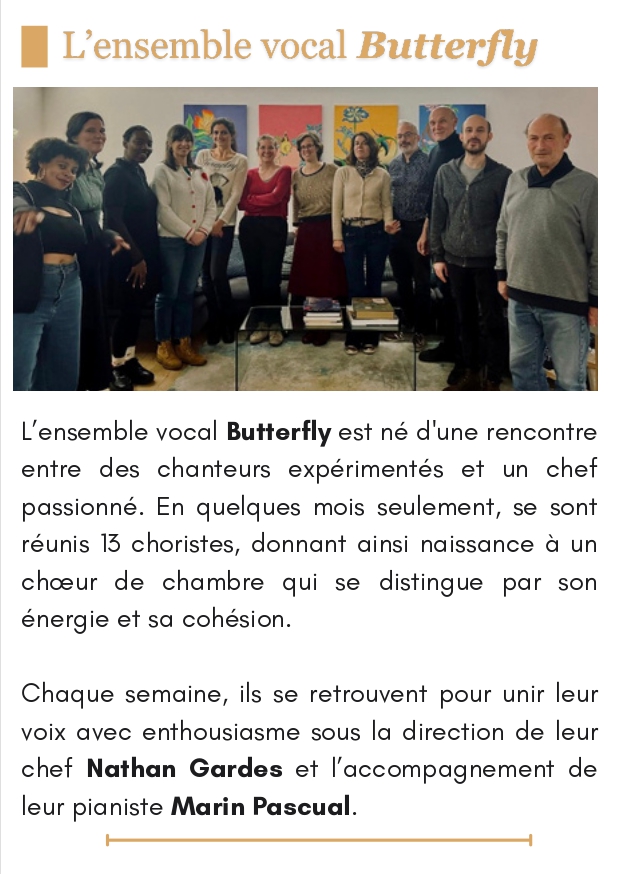 L’ensemble vocal Butterfly
L’ensemble vocal Butterfly est né d'une rencontre
entre des chanteurs expérimentés et un chef
passionné. En quelques mois seulement, se sont
réunis 13 choristes, donnant ainsi naissance à un
chœur de chambre qui se distingue par son
énergie et sa cohésion.
Chaque semaine, ils se retrouvent pour unir leur
voix avec enthousiasme sous la direction de leur
chef Nathan Gardes et l’accompagnement de
leur pianiste Marin Pascual.